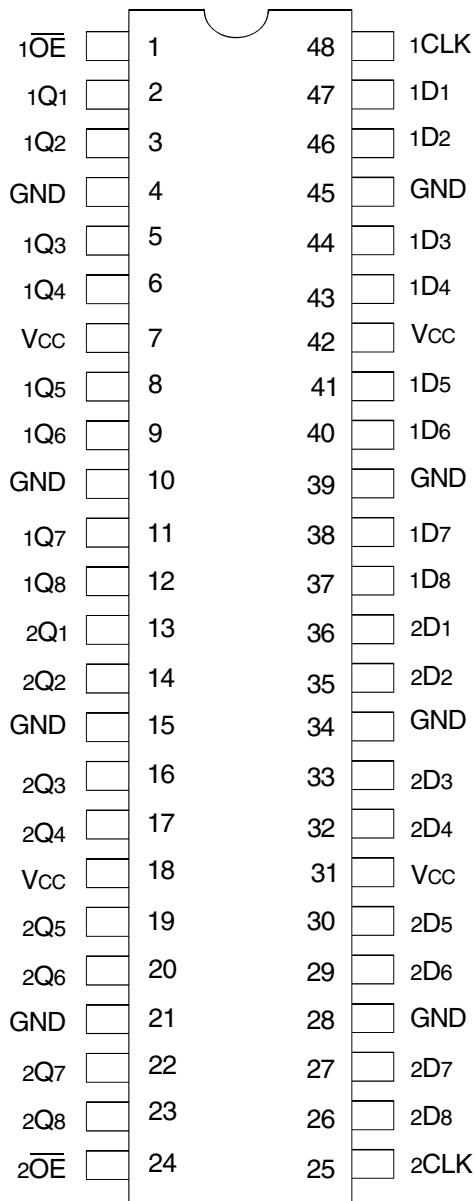 1O̅E̅ 1 48 1CLK
1Q1 2 47 1D1
1Q2 3 46 1D2
GND 4 45 GND
1Q3 5 44 1D3
1Q4 6 43 1D4
VCC 7 42 VCC
1Q5 8 41 1D5
1Q6 9 40 1D6
GND 10 39 GND
1Q7 11 38 1D7
1Q8 12 37 1D8
2Q1 13 36 2D1
2Q2 14 35 2D2
GND 15 34 GND
2Q3 16 33 2D3
2Q4 17 32 2D4
VCC 18 31 VCC
2Q5 19 30 2D5
2Q6 20 29 2D6
GND 21 28 GND
2Q7 22 27 2D7
2Q8 23 26 2D8
2O̅E̅ 24 25 2CLK